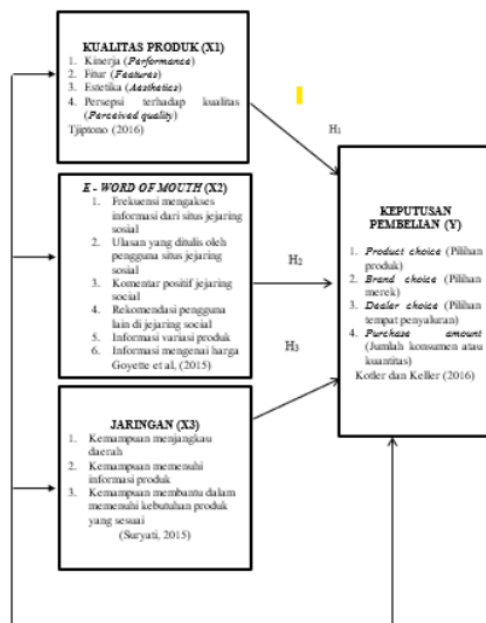 KUALITAS PRODUK (X1)
1. Kinerja (Performance)
2. Fitur (Features)
3. Estetika (Aesthetics)
4. Persepsi terhadap kualitas
(Perceived quality)
Tjiptono (2016)
H1
E - WORD OF MOUTH (X2)
1. Frekuensi mengakses
informasi dari situs jejaring
sosial
2. Ulasan yang ditulis oleh
pengguna situs jejaring
sosial
3. Komentar positif jejaring
social
4. Rekomendasi pengguna
lain di jejaring social
5. Informasi variasi produk
6. Informasi mengenai harga
Goyette et al, (2015)
H2
H3
JARINGAN (X3)
1. Kemampuan menjangkau
daerah
2. Kemampuan memenuhi
informasi produk
3. Kemampuan membantu dalam
memenuhi kebutuhan produk
yang sesuai
(Suryati, 2015)
KEPUTUSAN
PEMBELIAN (Y)
1. Product choice (Pilihan
produk)
2. Brand choice (Pilihan
merek)
3. Dealer choice (Pilihan
tempat penyaluran)
4. Purchase amount
(Jumlah konsumen atau
kuantitas)
Kotler dan Keller (2016)